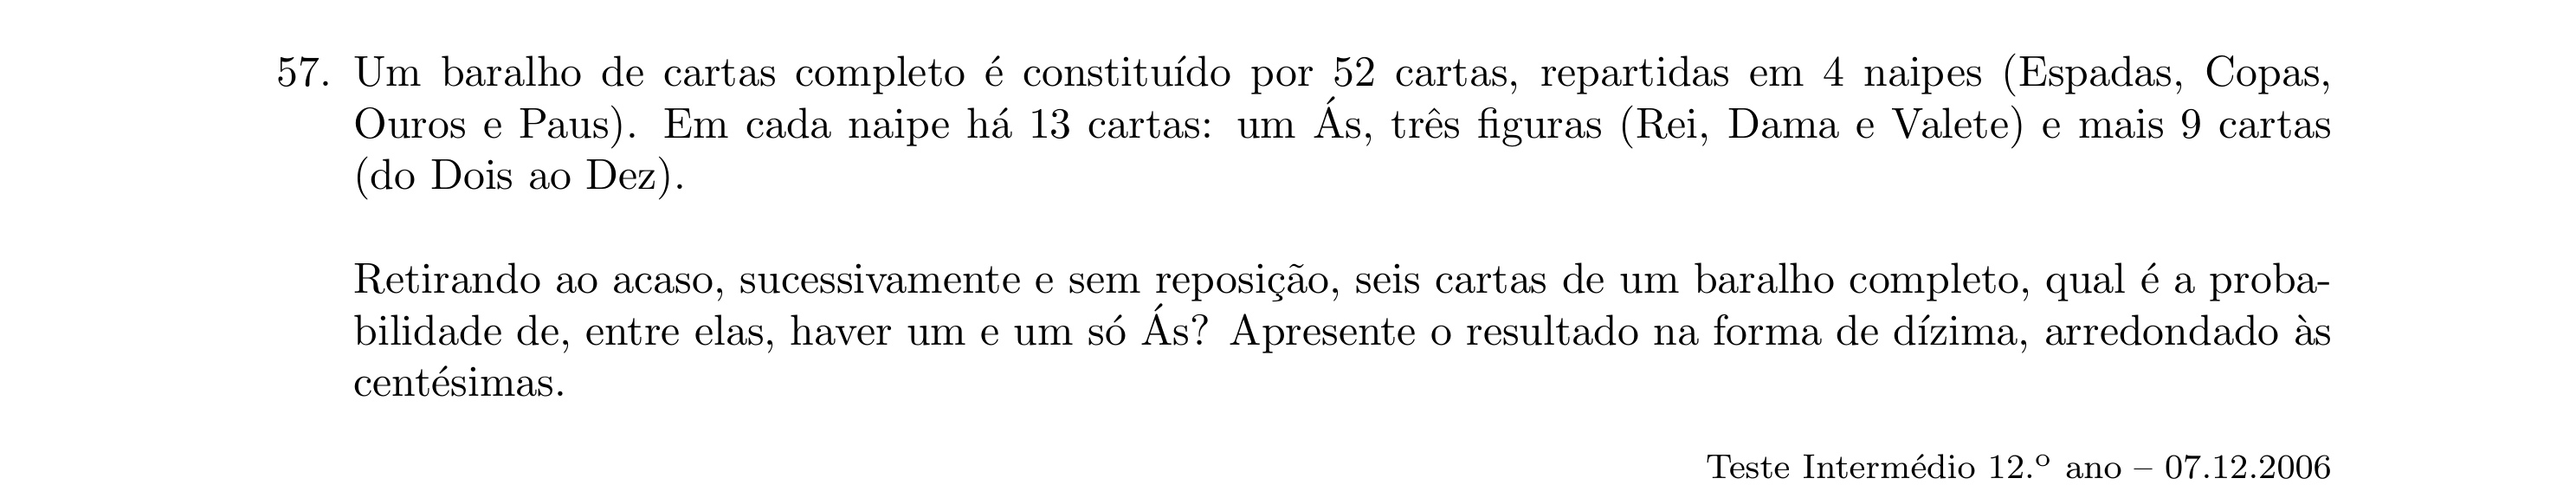 57. Um baralho de cartas completo é constituído por 52 cartas, repartidas em 4 naipes (Espadas, Copas,
Ouros e Paus). Em cada naipe há 13 cartas: um Ás, três figuras (Rei, Dama e Valete) e mais 9 cartas
(do Dois ao Dez).
Retirando ao acaso, sucessivamente e sem reposição, seis cartas de um baralho completo, qual é a proba-
bilidade de, entre elas, haver um e um só Ás? Apresente o resultado na forma de dízima, arredondado às
centésimas.
Teste Intermédio 12.º ano – 07.12.2006